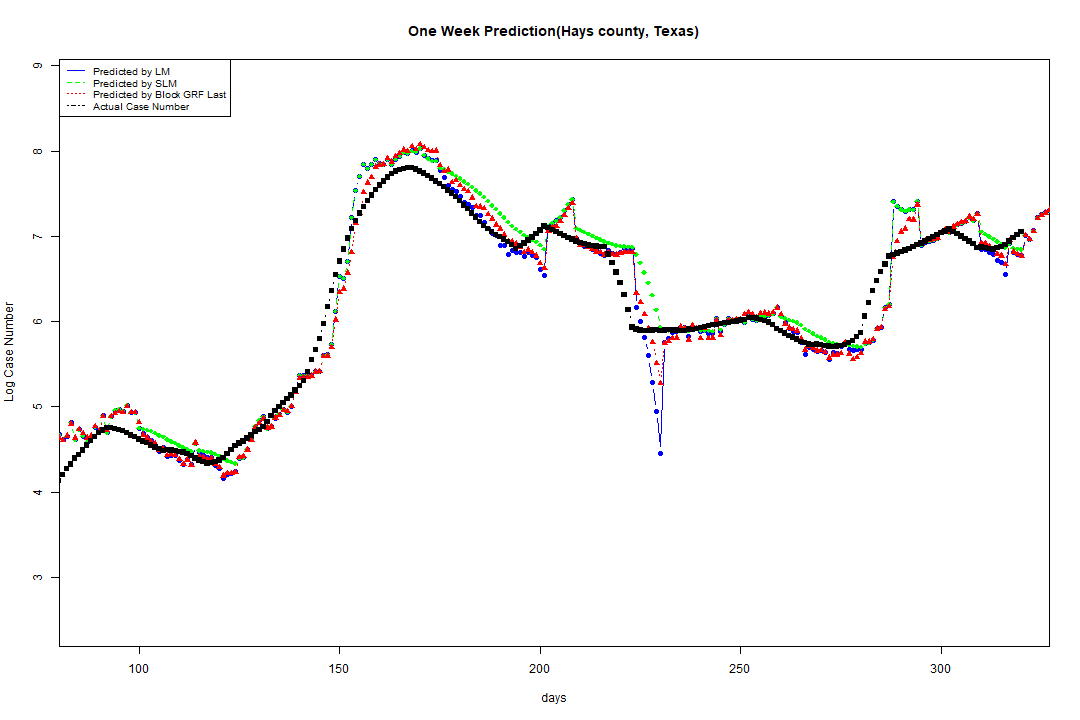 One Week Prediction(Hays county, Texas)
Predicted by LM
Predicted by SLM
Predicted by Block GRF Last
Actual Case Number
9
8
7
6
5
4
3
Log Case Number
100 150 200 250 300
days